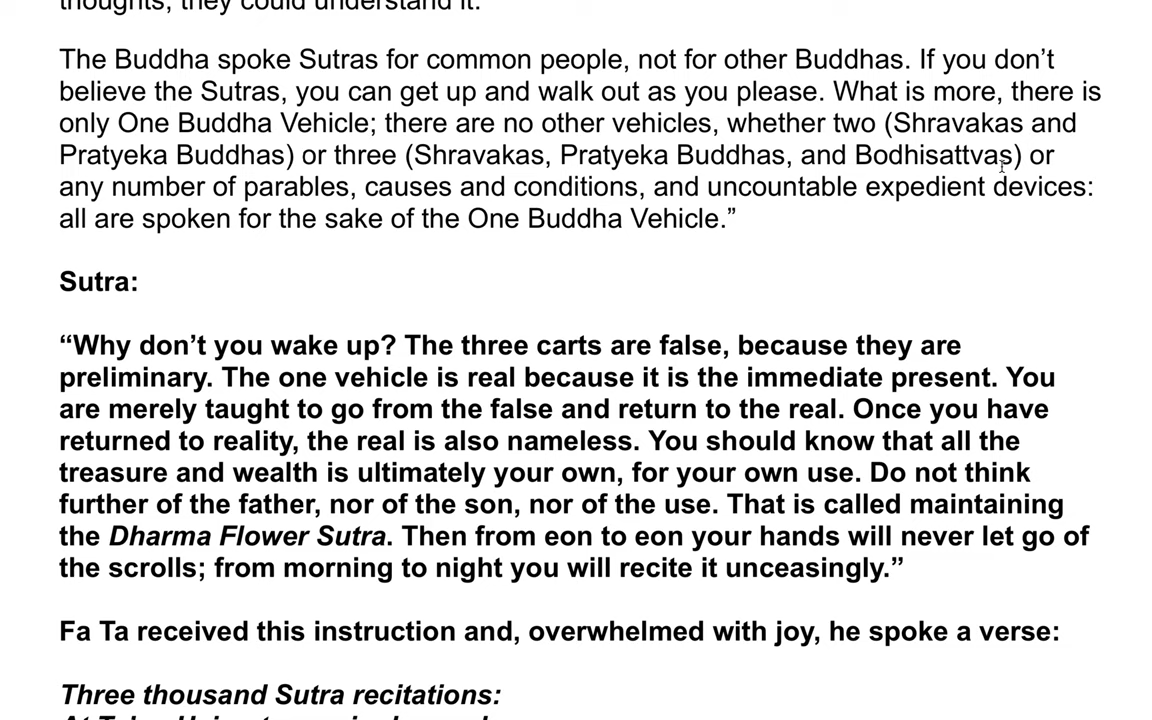 thoughts, they could understand it.
The Buddha spoke Sutras for common people, not for other Buddhas. If you don’t
believe the Sutras, you can get up and walk out as you please. What is more, there is
only One Buddha Vehicle; there are no other vehicles, whether two (Shravakas and
Pratyeka Buddhas) or three (Shravakas, Pratyeka Buddhas, and Bodhisattvas) or
any number of parables, causes and conditions, and uncountable expedient devices:
all are spoken for the sake of the One Buddha Vehicle.”
Sutra:
“Why don’t you wake up? The three carts are false, because they are
preliminary. The one vehicle is real because it is the immediate present. You
are merely taught to go from the false and return to the real. Once you have
returned to reality, the real is also nameless. You should know that all the
treasure and wealth is ultimately your own, for your own use. Do not think
further of the father, nor of the son, nor of the use. That is called maintaining
the Dharma Flower Sutra. Then from eon to eon your hands will never let go of
the scrolls; from morning to night you will recite it unceasingly.”
Fa Ta received this instruction and, overwhelmed with joy, he spoke a verse:
Three thousand Sutra recitations: